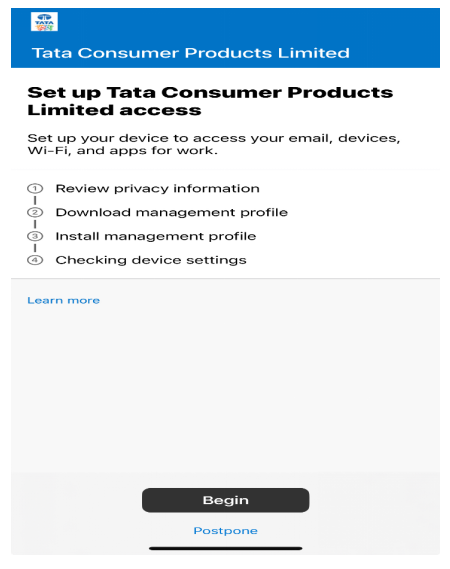 TATA
Tata Consumer Products Limited
Set up Tata Consumer Products
Limited access
Set up your device to access your email, devices,
Wi-Fi, and apps for work.
1 Review privacy information
2 Download management profile
3 Install management profile
4 Checking device settings
Learn more
Begin
Postpone